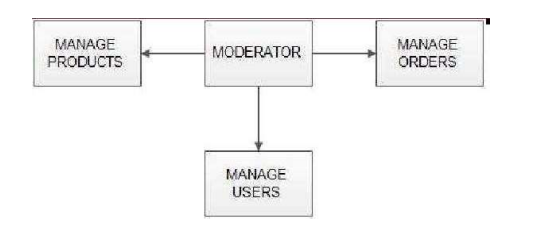 MANAGE
PRODUCTS
MODERATOR
MANAGE
ORDERS
MANAGE
USERS